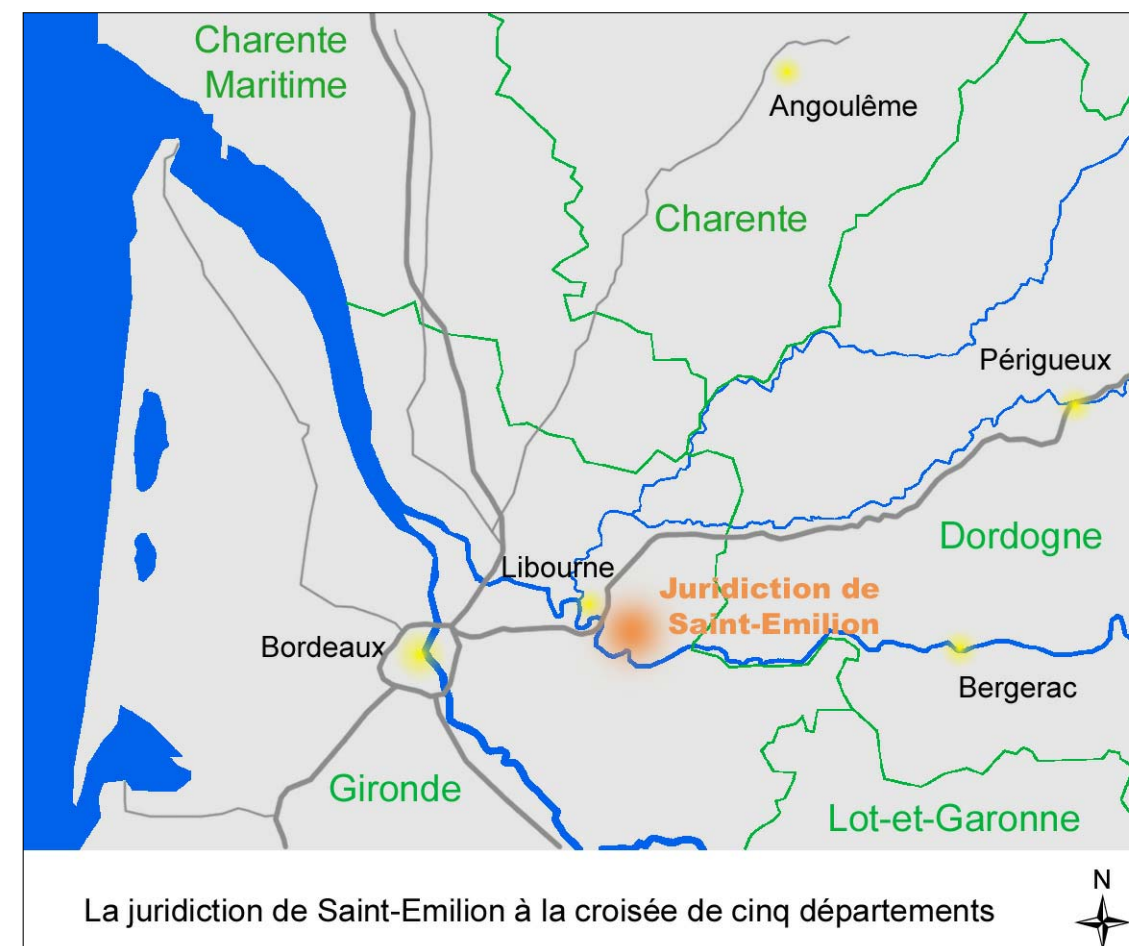 Charente
Maritime
Angoulême
Charente
Périgueux
Dordogne
Libourne
Juridiction de
Saint-Emilion
Bordeaux
Bergerac
Gironde
Lot-et-Garonne
La juridiction de Saint-Emilion à la croisée de cinq départements
N